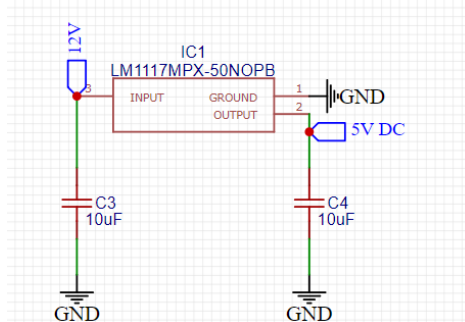 12V
IC1
LM1117MPX-50NOPB
3
INPUT
GROUND
1
GND
OUTPUT
2
5V DC
C3
10uF
C4
10uF
GND
GND